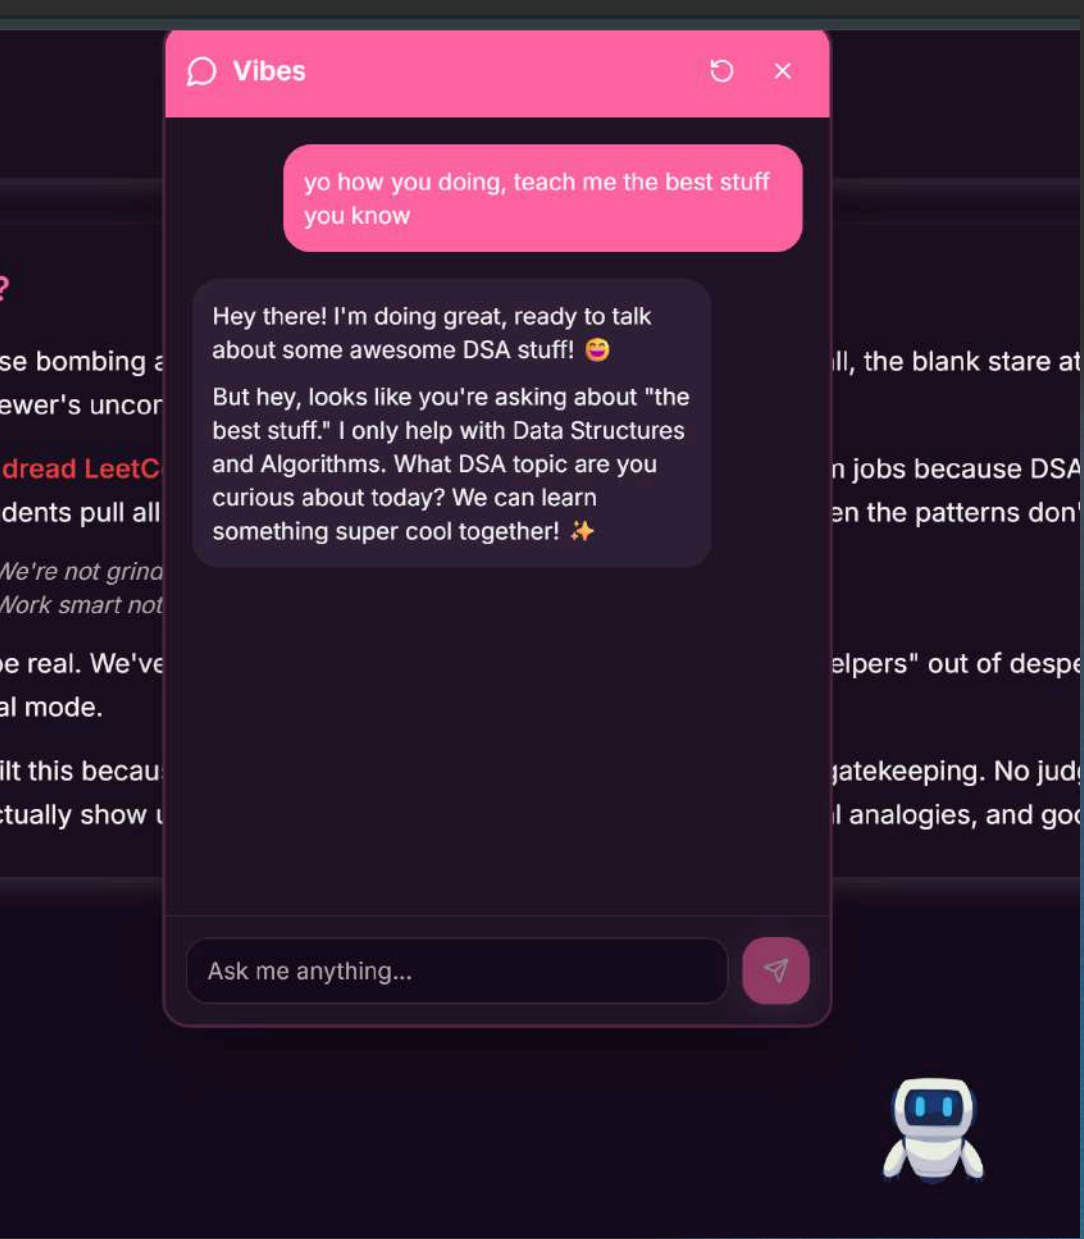 Vibes
yo how you doing, teach me the best stuff
you know
?
Hey there! I'm doing great, ready to talk
about some awesome DSA stuff! 😄
But hey, looks like you're asking about "the
best stuff." I only help with Data Structures
and Algorithms. What DSA topic are you
curious about today? We can learn
something super cool together! ✨
se bombing
ll, the blank stare at
ewer's uncor
dread LeetC
n jobs because DSA
dents pull all
en the patterns don'
We're not grind
Work smart not
be real. We've
elpers" out of despe
al mode.
ilt this becau
gatekeeping. No jud
ctually show
l analogies, and goo
Ask me anything...